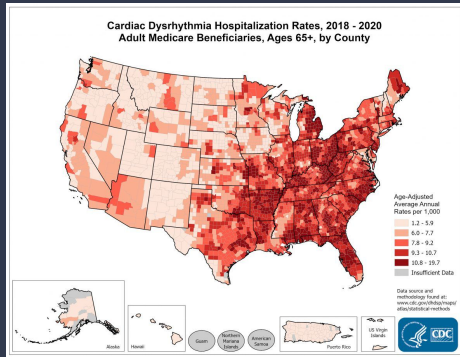 Cardiac Dysrhythmia Hospitalization Rates, 2018 - 2020
Adult Medicare Beneficiaries, Ages 65+, by County
Age-Adjusted
Average Annual
Rates per 1,000
1.2 - 5.9
6.0 - 7.7
7.8 - 9.2
9.3 - 10.7
10.8 - 19.7
Insufficient Data
Alaska
Hawaii
Guam
Northern
Mariana
Islands
American
Samoa
Puerto Rico
US Virgin
Islands
Data source and
methodology found at:
www.cdc.gov/dhdsp/maps/
atlas/statistical-methods
CDC